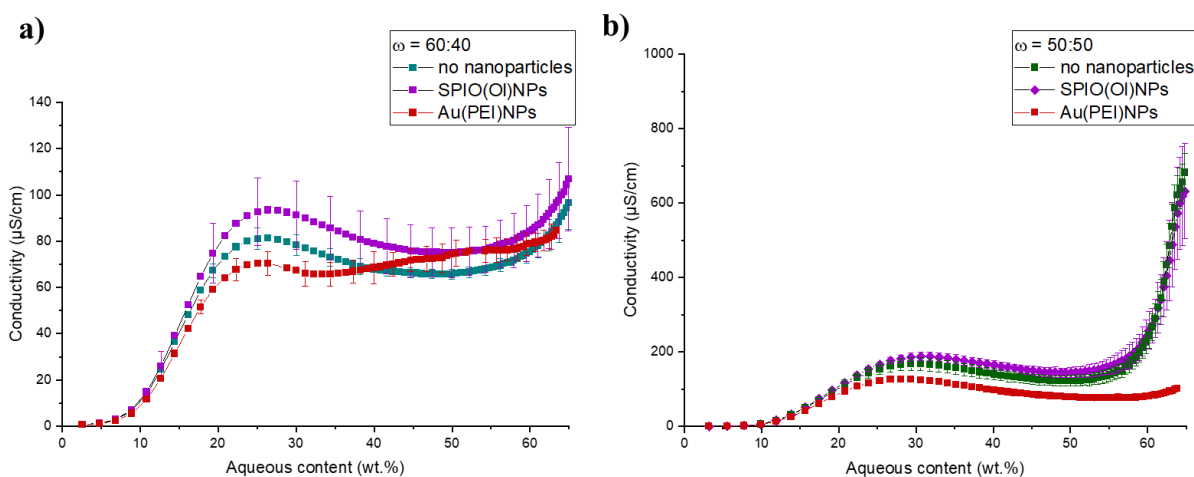 a)
ω = 60:40
no nanoparticles
SPIO(Ol)NPs
Au(PEI)NPs
140
120
100
80
60
40
20
0
Conductivity (µS/cm)
0 10 20 30 40 50 60
Aqueous content (wt.%)
b)
ω = 50:50
no nanoparticles
SPIO(Ol)NPs
Au(PEI)NPs
1000
800
600
400
200
0
Conductivity (µS/cm)
0 10 20 30 40 50 60
Aqueous content (wt.%)